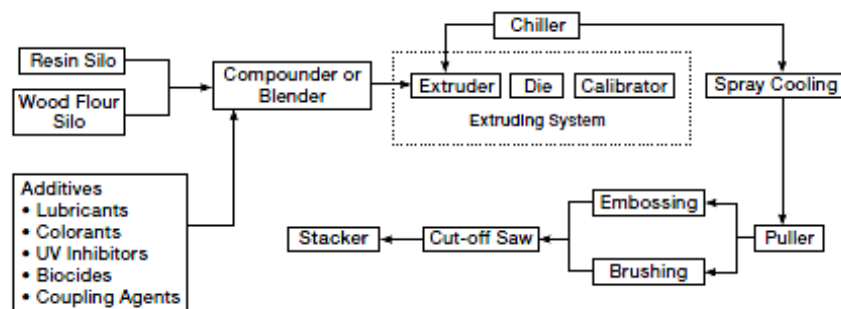 Chiller
Resin Silo
Compounder or
Blender
Wood Flour
Silo
Extruder
Die
Calibrator
Extruding System
Spray Cooling
Additives
• Lubricants
• Colorants
• UV Inhibitors
• Biocides
• Coupling Agents
Embossing
Stacker
Cut-off Saw
Puller
Brushing